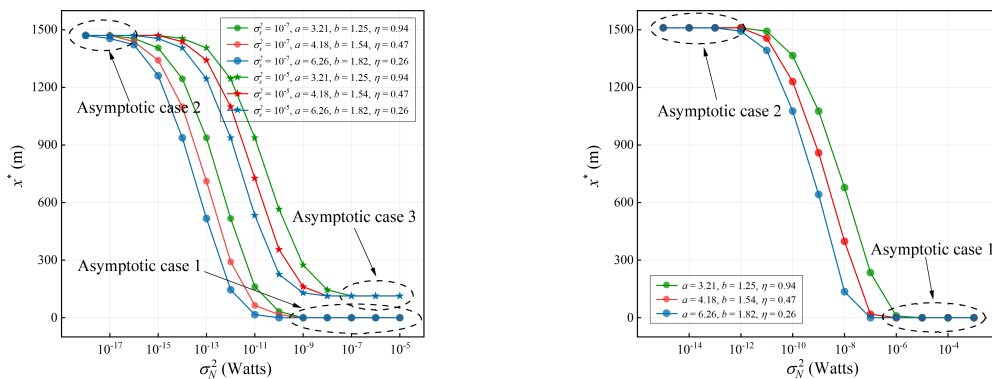 1500
1200
900
600
300
0
x* (m)
σ_s² = 10⁻⁷, a = 3.21, b = 1.25, η = 0.94
σ_s² = 10⁻⁷, a = 4.18, b = 1.54, η = 0.47
σ_s² = 10⁻⁷, a = 6.26, b = 1.82, η = 0.26
σ_s² = 10⁻⁵, a = 3.21, b = 1.25, η = 0.94
σ_s² = 10⁻⁵, a = 4.18, b = 1.54, η = 0.47
σ_s² = 10⁻⁵, a = 6.26, b = 1.82, η = 0.26
Asymptotic case 2
Asymptotic case 3
Asymptotic case 1
10⁻¹⁷ 10⁻¹⁵ 10⁻¹³ 10⁻¹¹ 10⁻⁹ 10⁻⁷ 10⁻⁵
σ_N² (Watts)
1500
1200
900
600
300
0
x* (m)
Asymptotic case 2
Asymptotic case 1
a = 3.21, b = 1.25, η = 0.94
a = 4.18, b = 1.54, η = 0.47
a = 6.26, b = 1.82, η = 0.26
10⁻¹⁴ 10⁻¹² 10⁻¹⁰ 10⁻⁸ 10⁻⁶ 10⁻⁴
σ_N² (Watts)